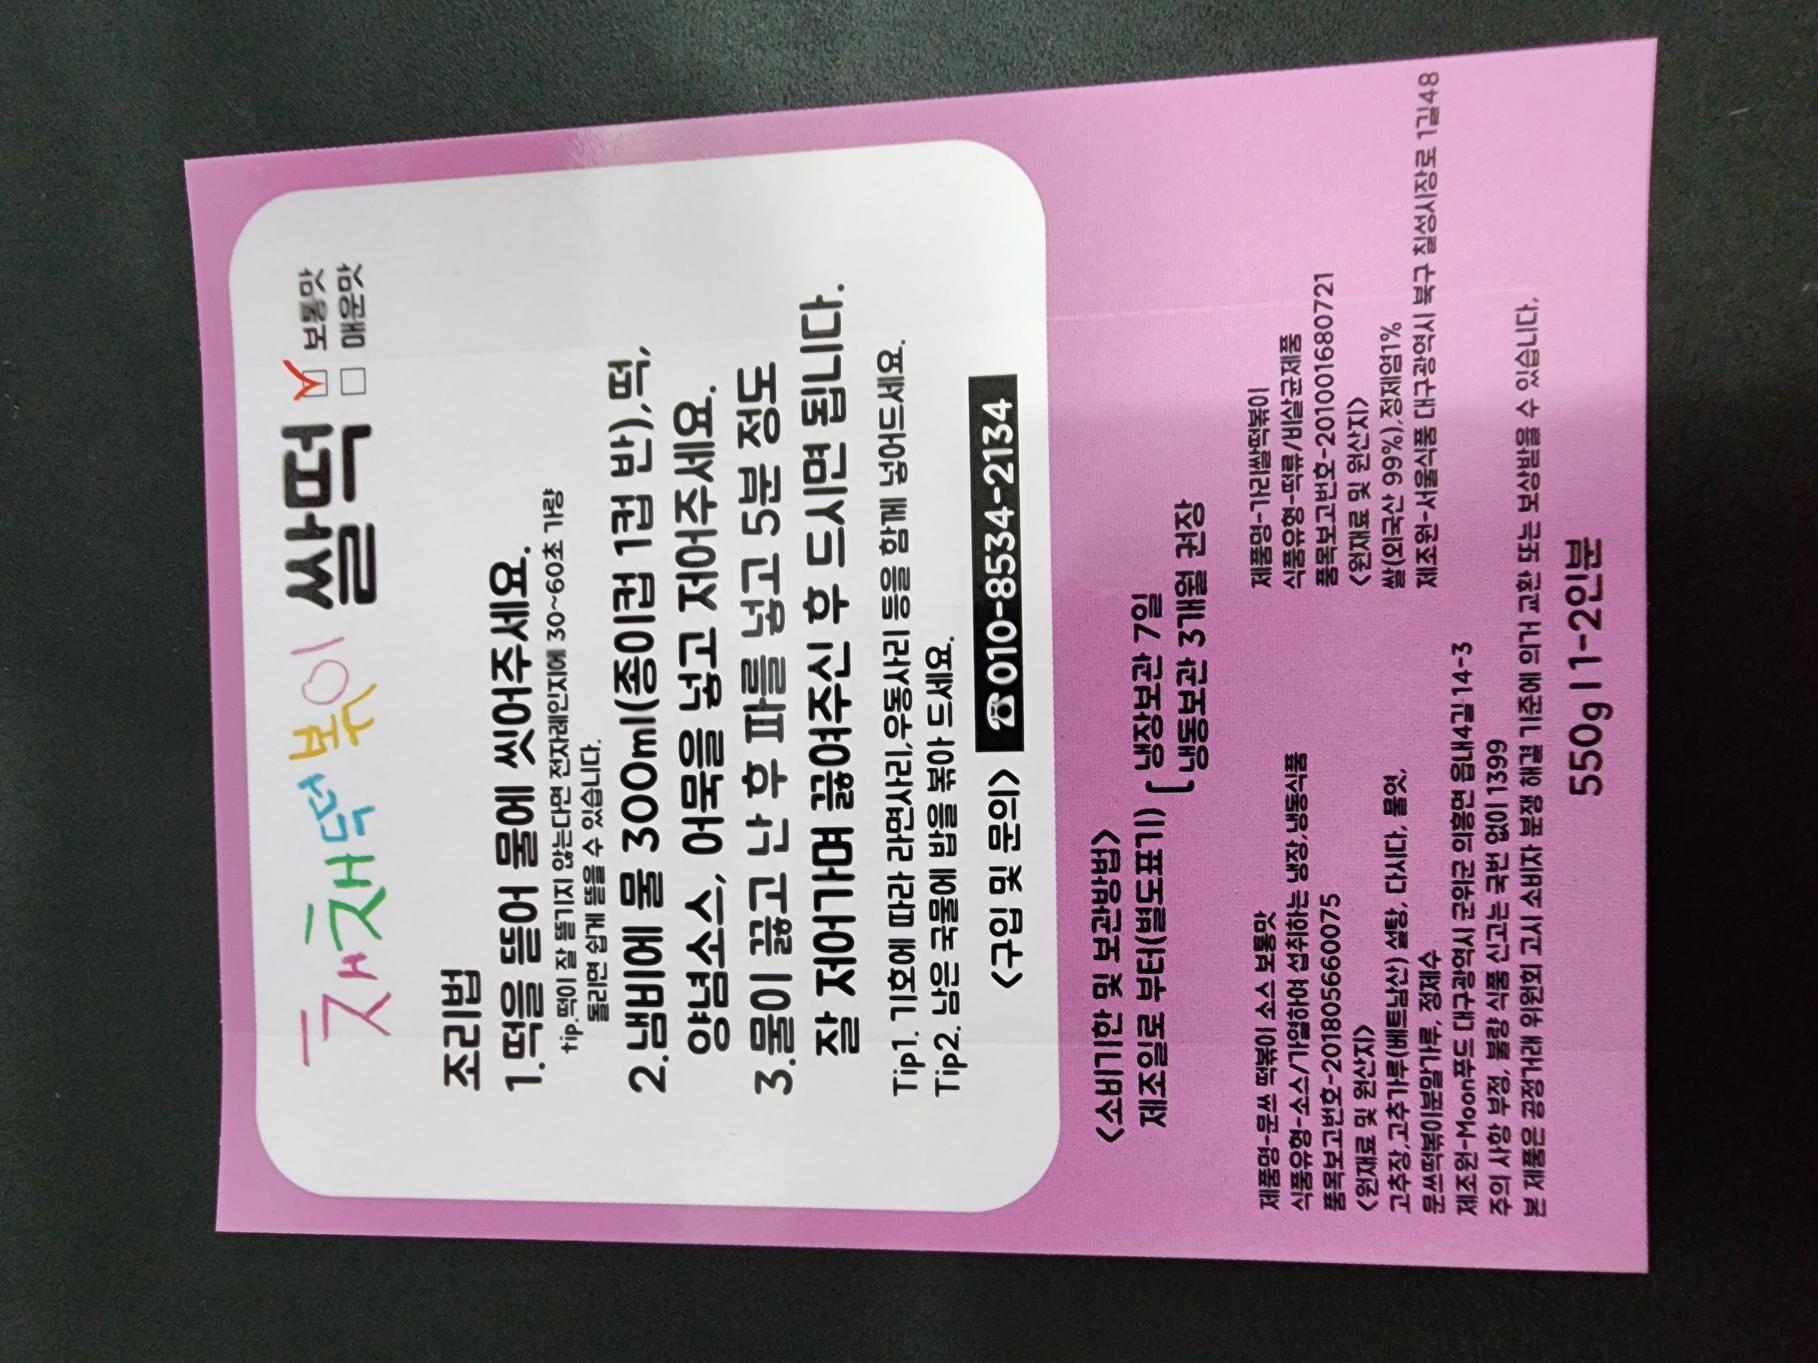 채채떡볶이 쌀떡
보통맛
매운맛
조리법
1.떡을 뜯어 물에 씻어주세요.
tip.떡이 잘 뜯기지 않는다면 전자레인지에 30~60초 가량
돌리면 쉽게 뜯을 수 있습니다.
2.냄비에 물 300ml(종이컵 1컵 반),떡,
양념소스, 어묵을 넣고 저어주세요.
3.물이 끓고 난 후 파를 넣고 5분 정도
잘 저어가며 끓여주신 후 드시면 됩니다.
Tip1. 기호에 따라 라면사리,우동사리 등을 함께 넣어드세요.
Tip2. 남은 국물에 밥을 볶아 드세요.
<구입 및 문의> ☎010-8534-2134
<소비기한 및 보관방법>
제조일로 부터(별도표기) [ 냉장보관 7일
냉동보관 3개월 권장
제품명-문쓰 떡볶이 소스 보통맛
식품유형-소스/가열하여 섭취하는 냉장,냉동식품
품목보고번호-2018056600​75
<원재료 및 원산지>
고추장,고추가루(베트남산) 설탕, 다시다, 물엿,
문쓰떡볶이분말가루, 정제수
제조원-Moon푸드 대구광역시 군위군 의흥면 읍내4길 14-3
주의 사항 부정, 불량 식품 신고는 국번 없이 1399
본 제품은 공정거래 위원회 고시 소비자 분쟁 해결 기준에 의거 교환 또는 보상받을 수 있습니다.
제품명-가리쌀떡볶이
식품유형-떡류/비살균제품
품목보고번호-201001680721
<원재료 및 원산지>
쌀(외국산 99%),정제염1%
제조원-서울식품 대구광역시 북구 칠성시장로 1길48
550g | 1-2인분